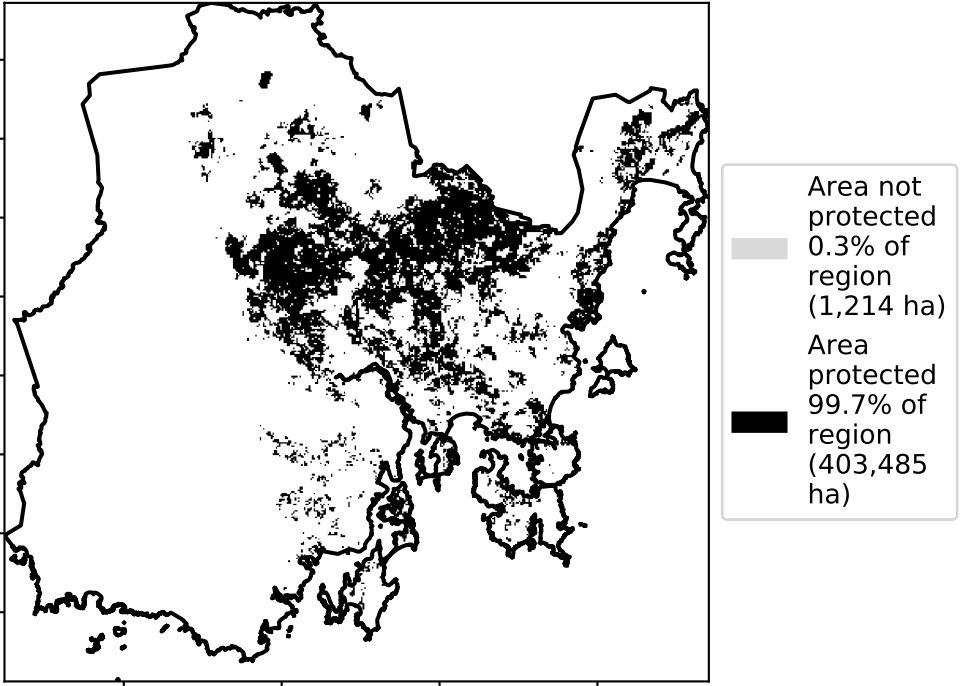 Area not
protected
0.3% of
region
(1,214 ha)
Area
protected
99.7% of
region
(403,485
ha)